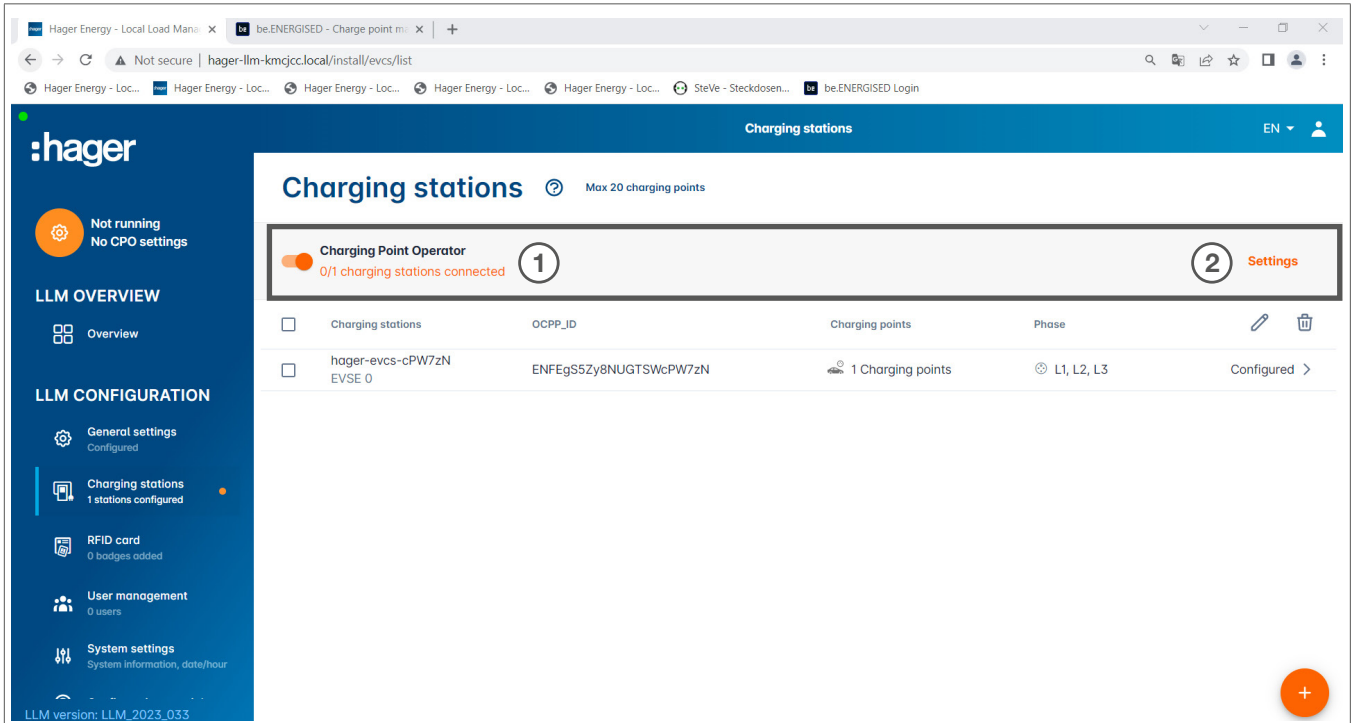 Hager Energy - Local Load Mana
be.ENERGISED - Charge point m
Not secure | hager-llm-kmcjcc.local/install/evcs/list
Hager Energy - Loc... Hager Energy - Loc... Hager Energy - Loc... Hager Energy - Loc... Hager Energy - Loc... SteVe - Steckdosen... be.ENERGISED Login
:hager
Charging stations
EN
Not running
No CPO settings
LLM OVERVIEW
Overview
LLM CONFIGURATION
General settings
Configured
Charging stations
1 stations configured
RFID card
0 badges added
User management
0 users
System settings
System information, date/hour
LLM version: LLM_2023_033
Charging stations Max 20 charging points
Charging Point Operator
0/1 charging stations connected
1
2 Settings
Charging stations OCPP_ID Charging points Phase
hager-evcs-cPW7zN ENFEgS5Zy8NUGTSWcPW7zN 1 Charging points L1, L2, L3 Configured
EVSE 0